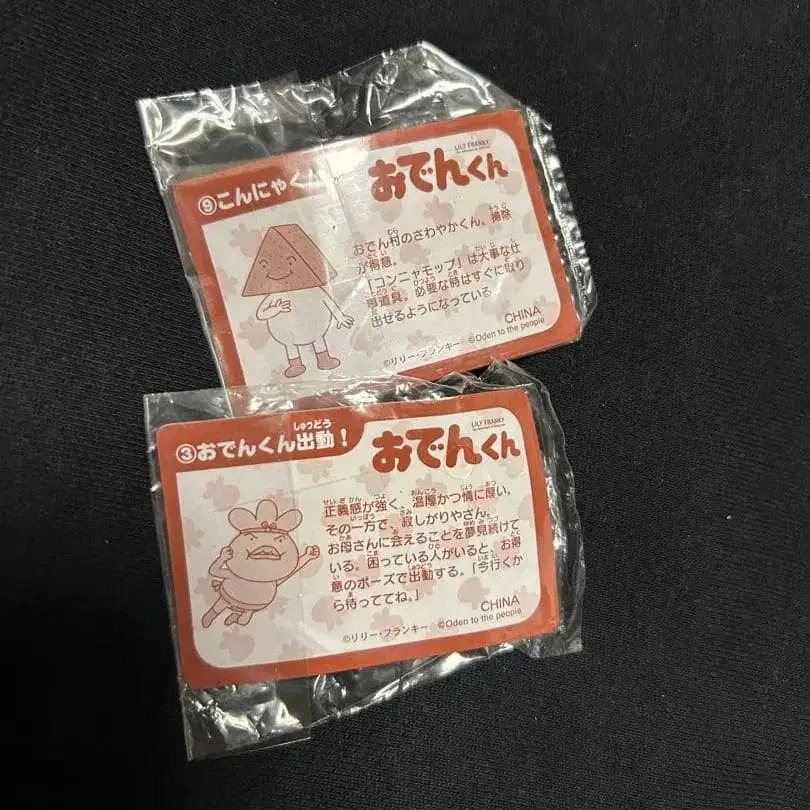 ⑨こんにゃくん
LILY FRANKY
おでんくん
おでん村のさわやかくん。掃除
が得意。
「コンニャモップ」は大事な仕
事道具。必要な時はすぐに取り
出せるようになっている
CHINA
©リリー・フランキー ©Oden to the people
③おでんくん出動!
LILY FRANKY
おでんくん
正義感が強く、温厚かつ情に厚い。
その一方で、寂しがりやさん。
お母さんに会えることを夢見続けて
いる。困っている人がいると、お得
意のポーズで出動する。「今行くか
ら待っててね。」
CHINA
©リリー・フランキー ©Oden to the people